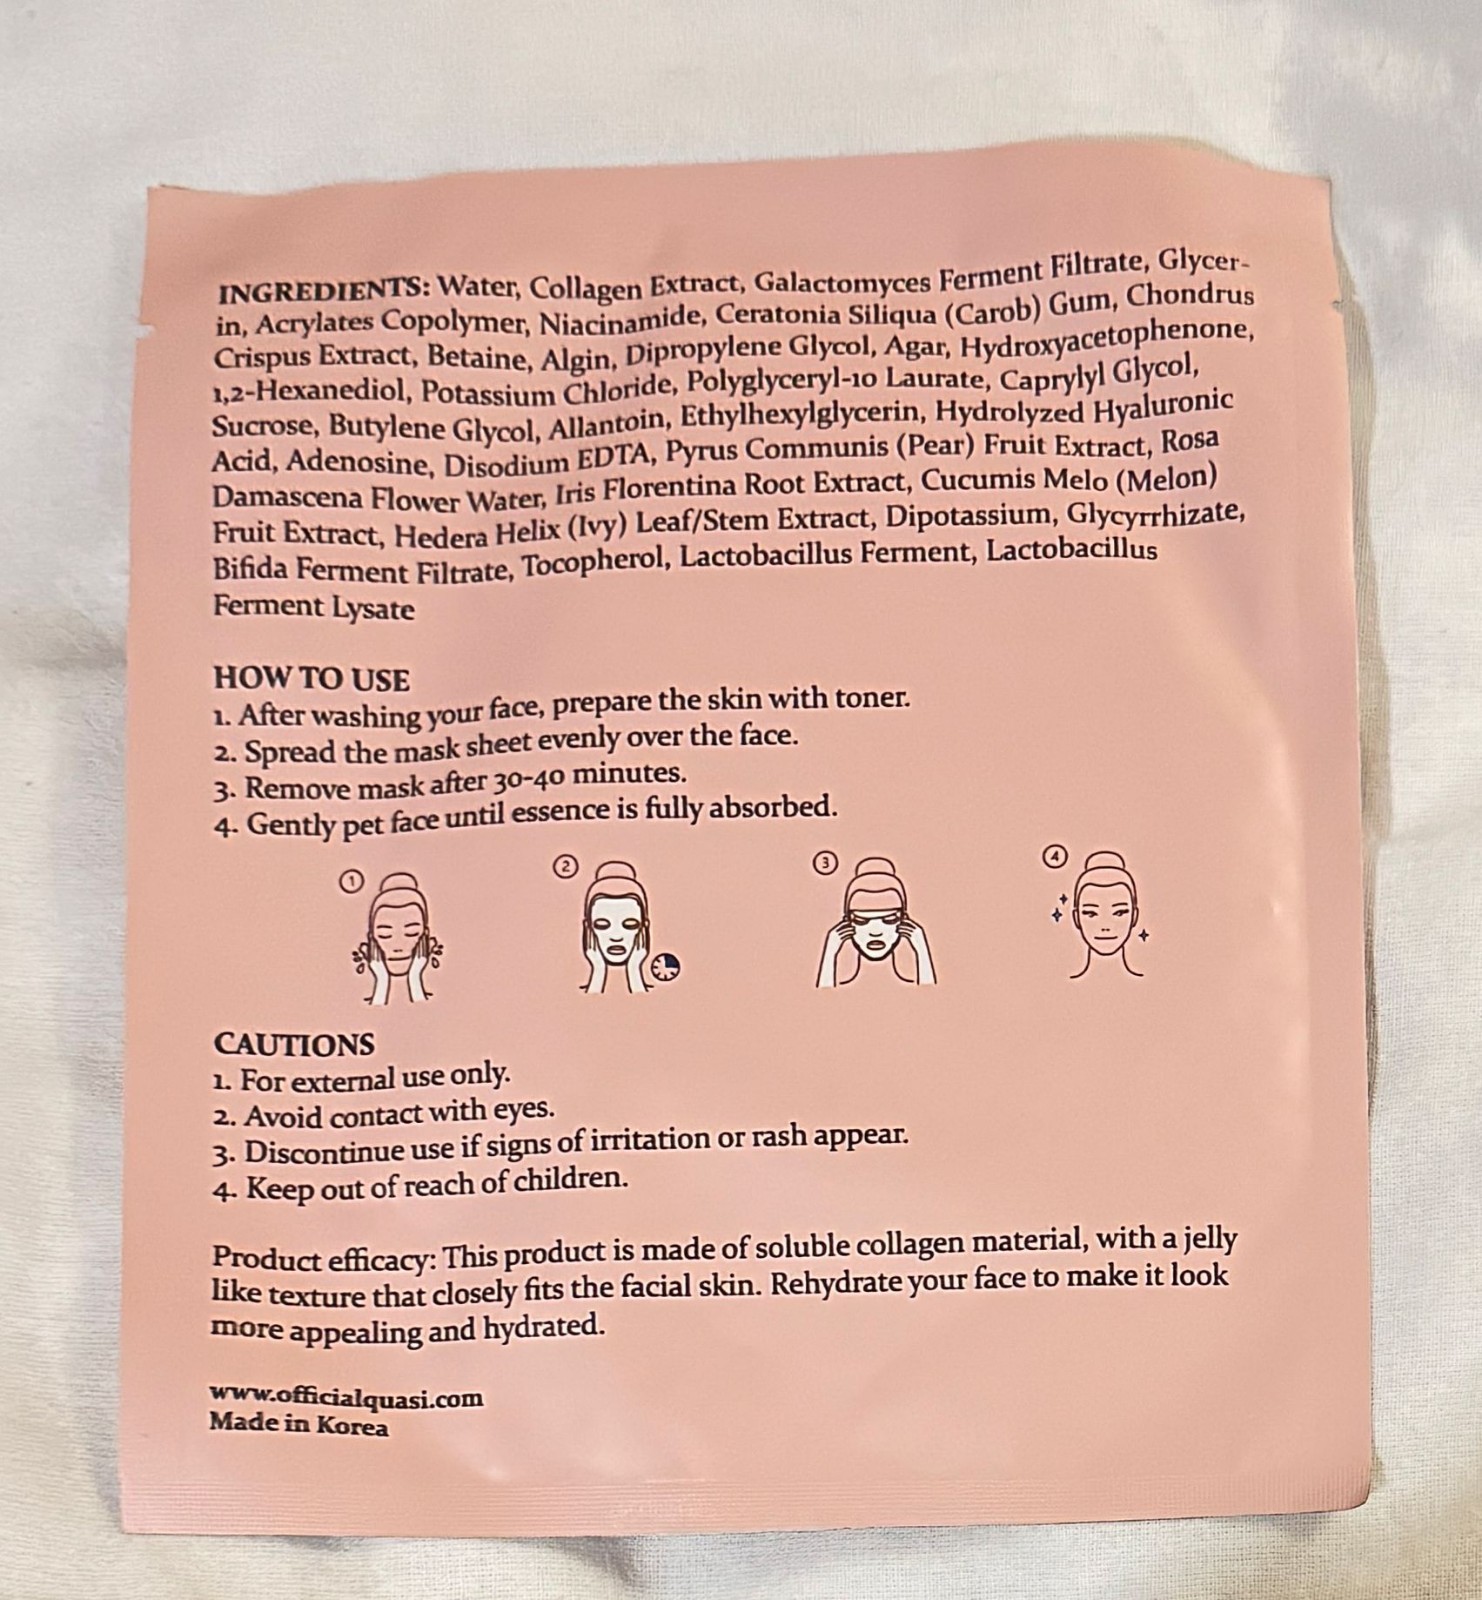 INGREDIENTS: Water, Collagen Extract, Galactomyces Ferment Filtrate, Glycer-
in, Acrylates Copolymer, Niacinamide, Ceratonia Siliqua (Carob) Gum, Chondrus
Crispus Extract, Betaine, Algin, Dipropylene Glycol, Agar, Hydroxyacetophenone,
1,2-Hexanediol, Potassium Chloride, Polyglyceryl-10 Laurate, Caprylyl Glycol,
Sucrose, Butylene Glycol, Allantoin, Ethylhexylglycerin, Hydrolyzed Hyaluronic
Acid, Adenosine, Disodium EDTA, Pyrus Communis (Pear) Fruit Extract, Rosa
Damascena Flower Water, Iris Florentina Root Extract, Cucumis Melo (Melon)
Fruit Extract, Hedera Helix (Ivy) Leaf/Stem Extract, Dipotassium, Glycyrrhizate,
Bifida Ferment Filtrate, Tocopherol, Lactobacillus Ferment, Lactobacillus
Ferment Lysate
HOW TO USE
1. After washing your face, prepare the skin with toner.
2. Spread the mask sheet evenly over the face.
3. Remove mask after 30-40 minutes.
4. Gently pet face until essence is fully absorbed.
1 2 3 4
CAUTIONS
1. For external use only.
2. Avoid contact with eyes.
3. Discontinue use if signs of irritation or rash appear.
4. Keep out of reach of children.
Product efficacy: This product is made of soluble collagen material, with a jelly
like texture that closely fits the facial skin. Rehydrate your face to make it look
more appealing and hydrated.
www.officialquasi.com
Made in Korea